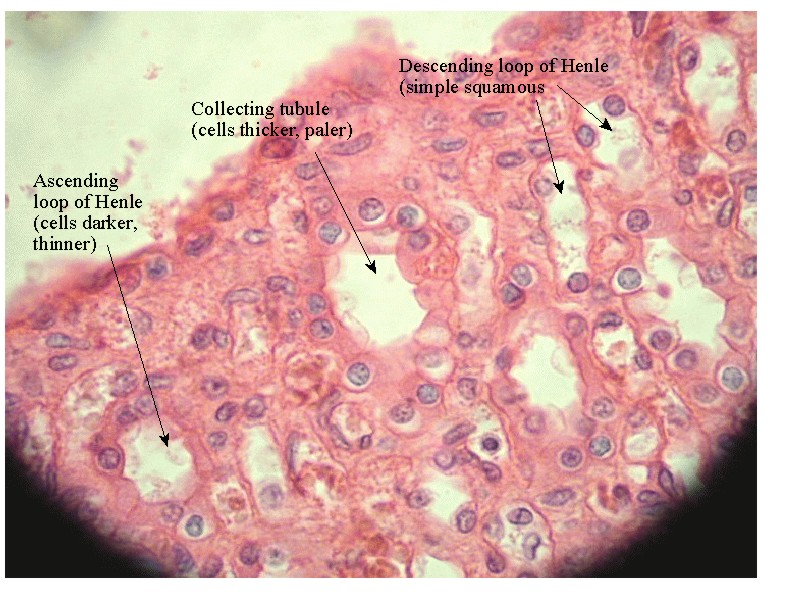 Descending loop of Henle
(simple squamous
Collecting tubule
(cells thicker, paler)
Ascending
loop of Henle
(cells darker,
thinner)